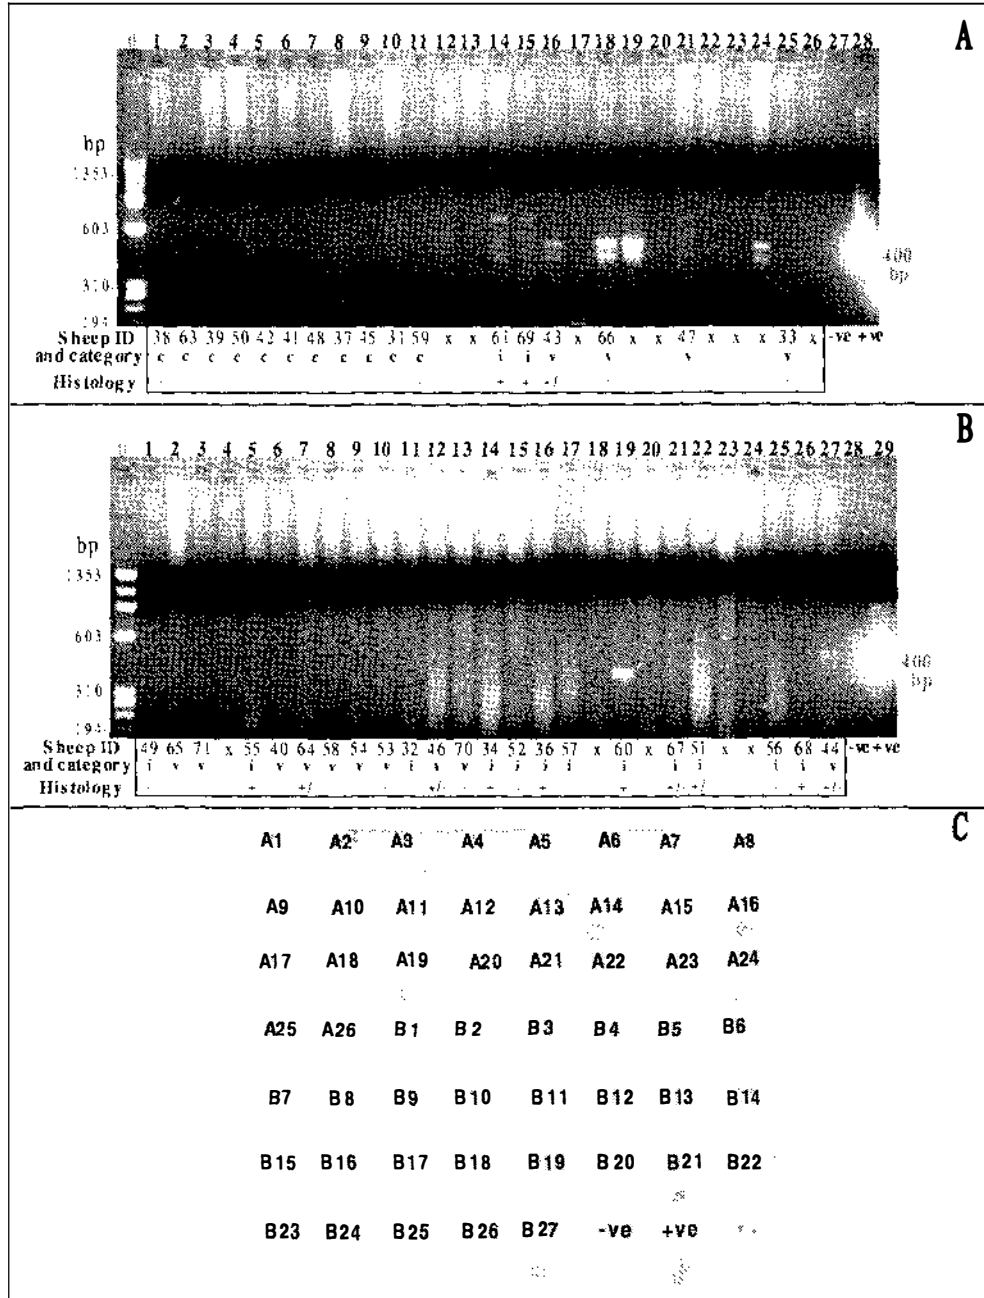 A
0 1 2 3 4 5 6 7 8 9 10 11 12 13 14 15 16 17 18 19 20 21 22 23 24 25 26 27 28
bp
1353
603
310
194
400 bp
Sheep ID 38 63 39 50 42 41 48 37 45 31 59 x x 61 69 43 x 66 x x 47 x x x 33 x -ve +ve
and category c c c c c c c c c c c i i v v v v
Histology - - + + +/- - -
B
1 2 3 4 5 6 7 8 9 10 11 12 13 14 15 16 17 18 19 20 21 22 23 24 25 26 27 28 29
bp
1353
603
310
194
400 bp
Sheep ID 49 65 71 x 55 40 64 58 54 53 32 46 70 34 52 36 57 x 60 x 67 51 x x 56 68 44 -ve +ve
and category i v v i v v v v v i v v i i i i i i i i i v
Histology
C
A1 A2 A3 A4 A5 A6 A7 A8
A9 A10 A11 A12 A13 A14 A15 A16
A17 A18 A19 A20 A21 A22 A23 A24
A25 A26 B1 B2 B3 B4 B5 B6
B7 B8 B9 B10 B11 B12 B13 B14
B15 B16 B17 B18 B19 B20 B21 B22
B23 B24 B25 B26 B27 -ve +ve